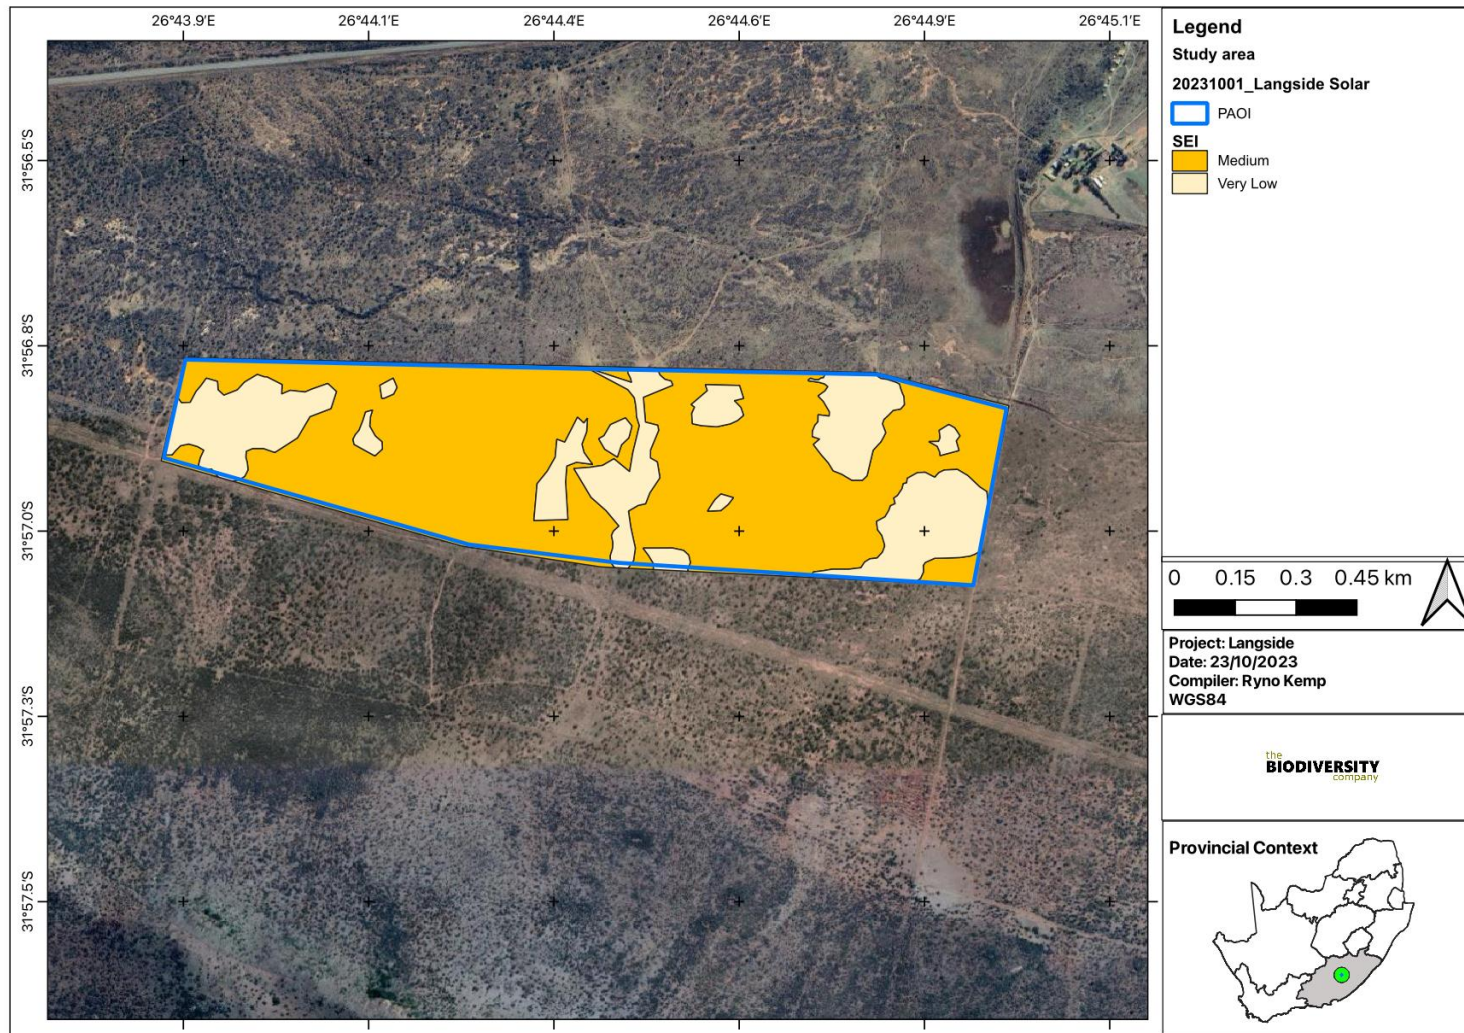 26°43.9'E 26°44.1'E 26°44.4'E 26°44.6'E 26°44.9'E 26°45.1'E
31°56.5'S
31°56.8'S
31°57.0'S
31°57.3'S
31°57.5'S
Legend
Study area
20231001_Langside Solar
PAOI
SEI
Medium
Very Low
0 0.15 0.3 0.45 km
Project: Langside
Date: 23/10/2023
Compiler: Ryno Kemp
WGS84
the
BIODIVERSITY
company
Provincial Context